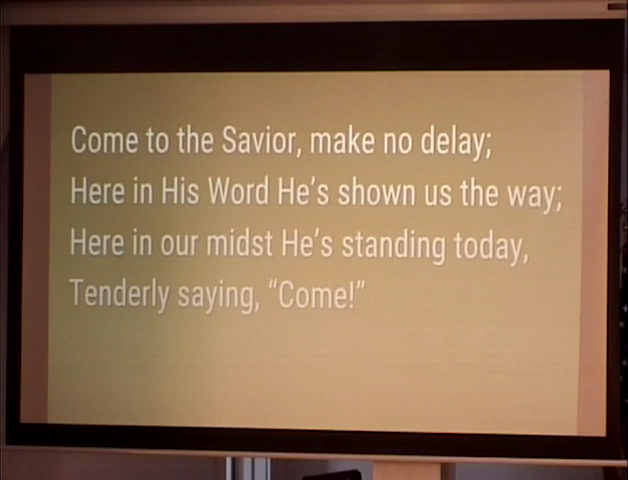 Come to the Savior, make no delay;
Here in His Word He's shown us the way;
Here in our midst He's standing today,
Tenderly saying, “Come!”